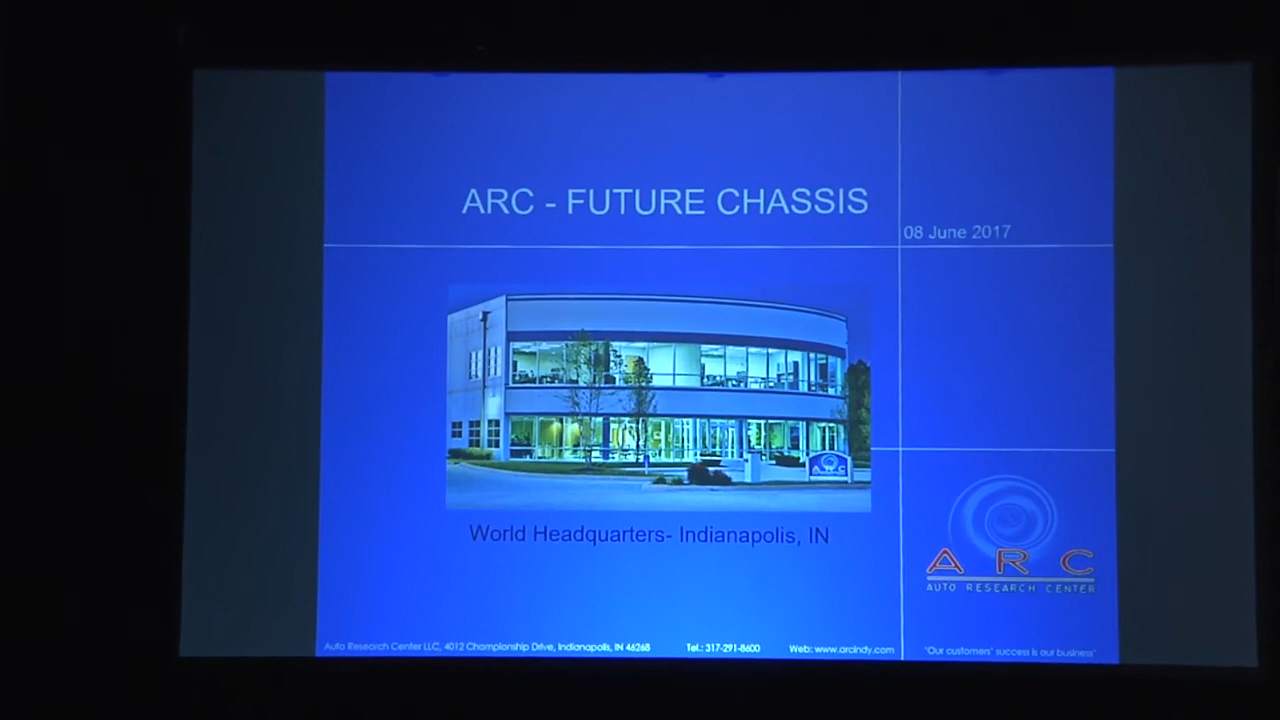 ARC - FUTURE CHASSIS
08 June 2017
ARC
World Headquarters- Indianapolis, IN
ARC
AUTO RESEARCH CENTER
Auto Research Center LLC, 4012 Championship Drive, Indianapolis, IN 46268 Tel.: 317-291-8600 Web: www.arcindy.com "Our customers' success is our business"